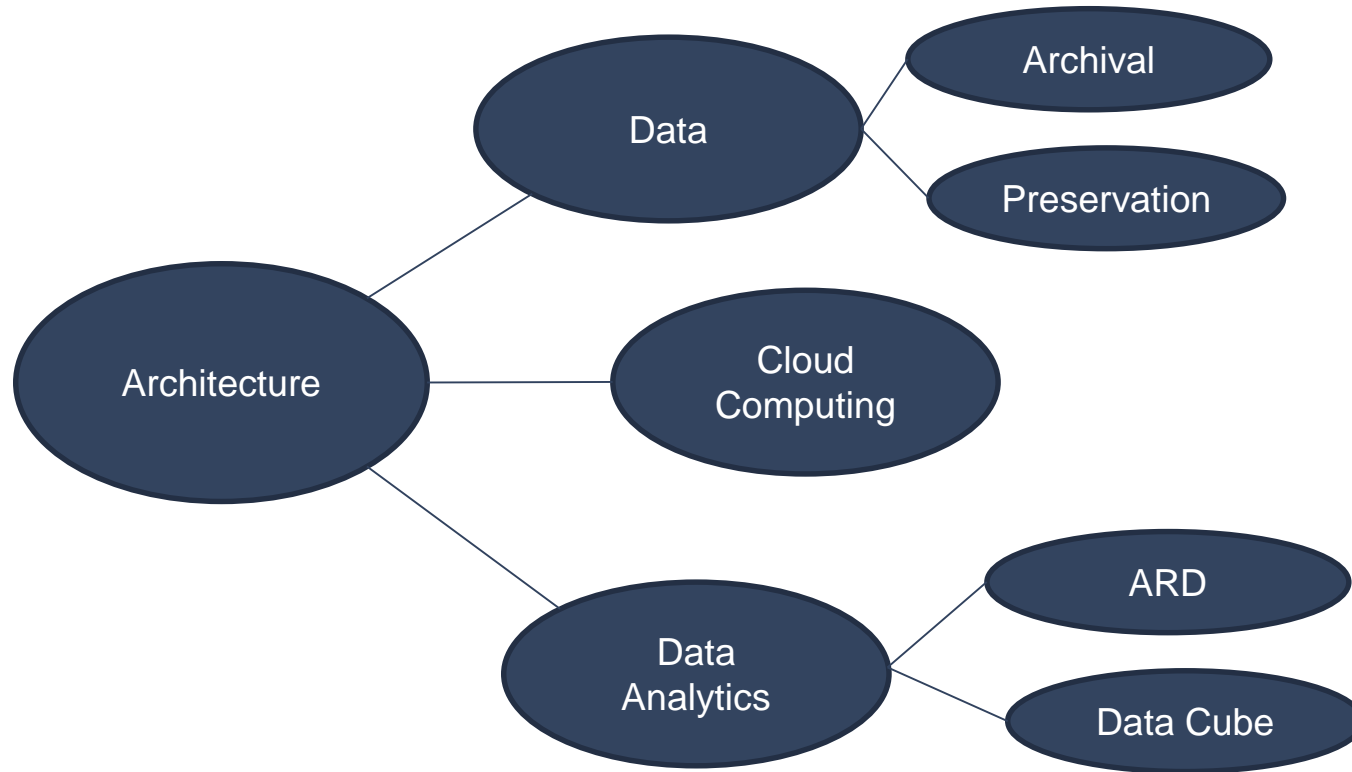 Archival
Data
Preservation
Cloud
Computing
Architecture
ARD
Data
Analytics
Data Cube